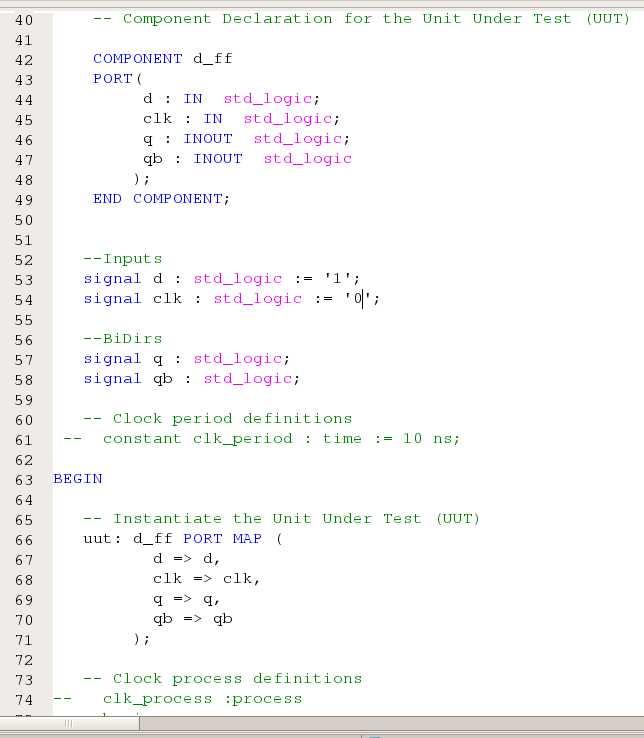 40 -- Component Declaration for the Unit Under Test (UUT)
41
42 COMPONENT d_ff
43 PORT(
44 d : IN std_logic;
45 clk : IN std_logic;
46 q : INOUT std_logic;
47 qb : INOUT std_logic
48 );
49 END COMPONENT;
50
51
52 --Inputs
53 signal d : std_logic := '1';
54 signal clk : std_logic := '0';
55
56 --BiDirs
57 signal q : std_logic;
58 signal qb : std_logic;
59
60 -- Clock period definitions
61 -- constant clk_period : time := 10 ns;
62
63 BEGIN
64
65 -- Instantiate the Unit Under Test (UUT)
66 uut: d_ff PORT MAP (
67 d => d,
68 clk => clk,
69 q => q,
70 qb => qb
71 );
72
73 -- Clock process definitions
74 -- clk_process :process